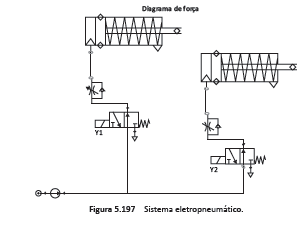 Diagrama de força
Y1
Y2
Figura 5.197 Sistema eletropneumático.